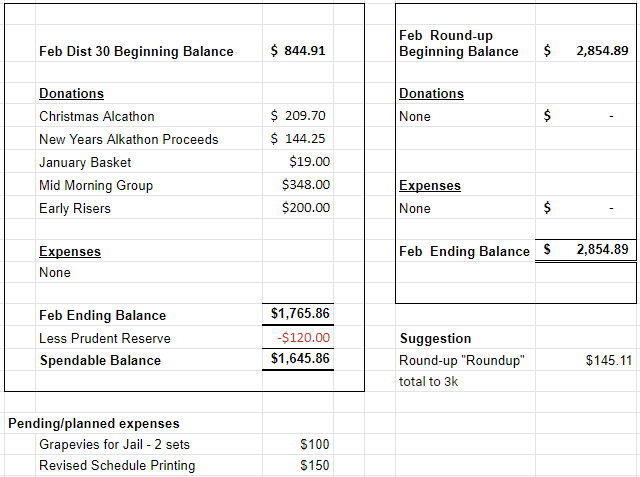 Feb Dist 30 Beginning Balance $ 844.91
Donations
Christmas Alcathon $ 209.70
New Years Alkathon Proceeds $ 144.25
January Basket $19.00
Mid Morning Group $348.00
Early Risers $200.00
Expenses
None
Feb Ending Balance $1,765.86
Less Prudent Reserve -$120.00
Spendable Balance $1,645.86
Pending/planned expenses
Grapevies for Jail - 2 sets $100
Revised Schedule Printing $150
Feb Round-up
Beginning Balance $ 2,854.89
Donations
None $ -
Expenses
None $ -
Feb Ending Balance $ 2,854.89
Suggestion
Round-up "Roundup" $145.11
total to 3k